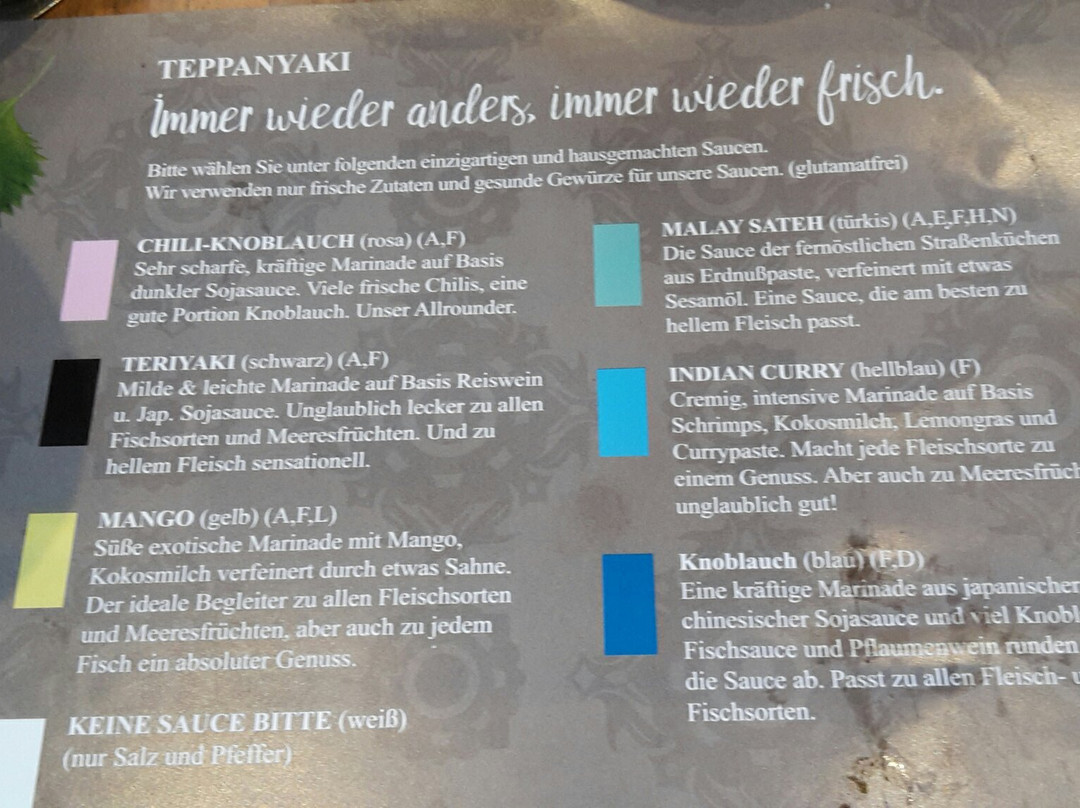 TEPPANYAKI
Immer wieder anders, immer wieder frisch.
Bitte wählen Sie unter folgenden einzigartigen und hausgemachten Saucen.
Wir verwenden nur frische Zutaten und gesunde Gewürze für unsere Saucen. (glutamatfrei)
CHILI-KNOBLAUCH (rosa) (A,F)
Sehr scharfe, kräftige Marinade auf Basis
dunkler Sojasauce. Viele frische Chilis, eine
gute Portion Knoblauch. Unser Allrounder.
TERIYAKI (schwarz) (A,F)
Milde & leichte Marinade auf Basis Reiswein
u. Jap. Sojasauce. Unglaublich lecker zu allen
Fischsorten und Meeresfrüchten. Und zu
hellem Fleisch sensationell.
MANGO (gelb) (A,F,L)
Süße exotische Marinade mit Mango,
Kokosmilch verfeinert durch etwas Sahne.
Der ideale Begleiter zu allen Fleischsorten
und Meeresfrüchten, aber auch zu jedem
Fisch ein absoluter Genuss.
KEINE SAUCE BITTE (weiß)
(nur Salz und Pfeffer)
MALAY SATEH (türkis) (A,E,F,H,N)
Die Sauce der fernöstlichen Straßenküchen
aus Erdnußpaste, verfeinert mit etwas
Sesamöl. Eine Sauce, die am besten zu
hellem Fleisch passt.
INDIAN CURRY (hellblau) (F)
Cremig, intensive Marinade auf Basis
Schrimps, Kokosmilch, Lemongras und
Currypaste. Macht jede Fleischsorte zu
einem Genuss. Aber auch zu Meeresfrüch
unglaublich gut!
Knoblauch (blau) (F,D)
Eine kräftige Marinade aus japanischer
chinesischer Sojasauce und viel Knobl
Fischsauce und Pflaumenwein runden
die Sauce ab. Passt zu allen Fleisch- u
Fischsorten.